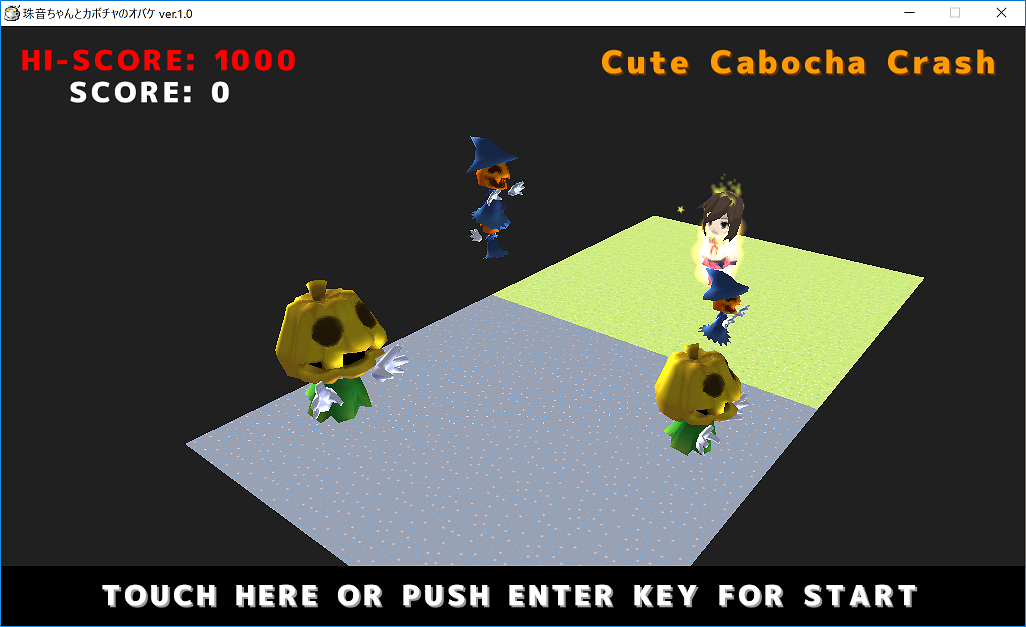 珠音ちゃんとカボチャのオバケ ver.1.0
HI-SCORE: 1000
SCORE: 0
Cute Cabocha Crash
TOUCH HERE OR PUSH ENTER KEY FOR START